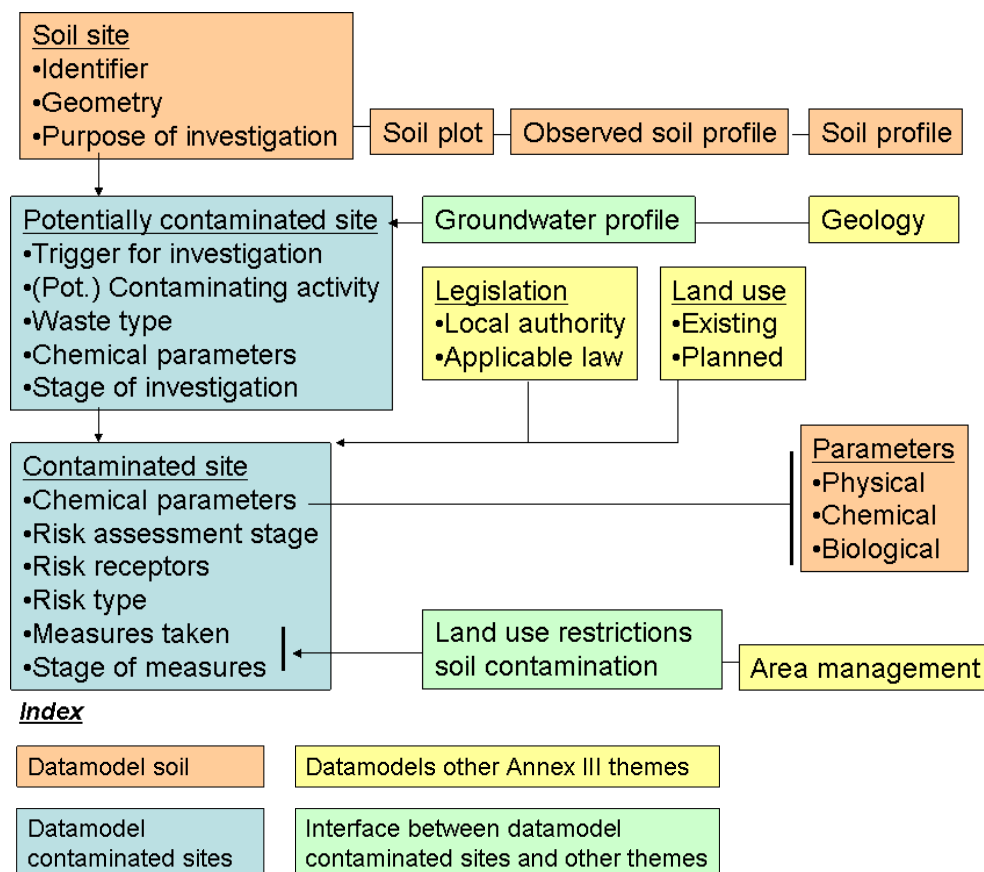 Soil site
•Identifier
•Geometry
•Purpose of investigation
Soil plot
Observed soil profile
Soil profile
Potentially contaminated site
•Trigger for investigation
•(Pot.) Contaminating activity
•Waste type
•Chemical parameters
•Stage of investigation
Groundwater profile
Geology
Legislation
•Local authority
•Applicable law
Land use
•Existing
•Planned
Contaminated site
•Chemical parameters
•Risk assessment stage
•Risk receptors
•Risk type
•Measures taken
•Stage of measures
Parameters
•Physical
•Chemical
•Biological
Land use restrictions
soil contamination
Area management
Index
Datamodel soil
Datamodels other Annex III themes
Datamodel
contaminated sites
Interface between datamodel
contaminated sites and other themes